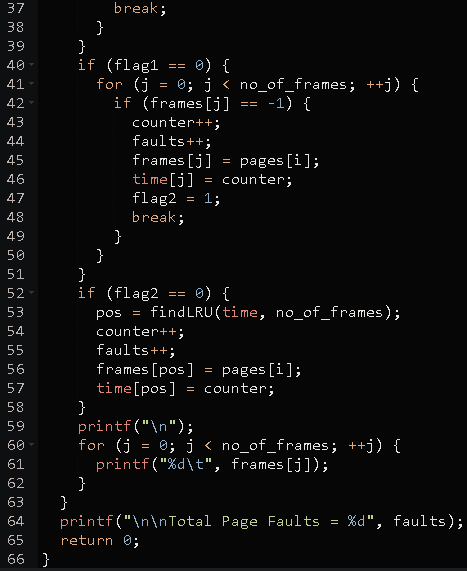 37 break;
38 }
39 }
40 if (flag1 == 0) {
41 for (j = 0; j < no_of_frames; ++j) {
42 if (frames[j] == -1) {
43 counter++;
44 faults++;
45 frames[j] = pages[i];
46 time[j] = counter;
47 flag2 = 1;
48 break;
49 }
50 }
51 }
52 if (flag2 == 0) {
53 pos = findLRU(time, no_of_frames);
54 counter++;
55 faults++;
56 frames[pos] = pages[i];
57 time[pos] = counter;
58 }
59 printf("\n");
60 for (j = 0; j < no_of_frames; ++j) {
61 printf("%d\t", frames[j]);
62 }
63 }
64 printf("\n\nTotal Page Faults = %d", faults);
65 return 0;
66 }